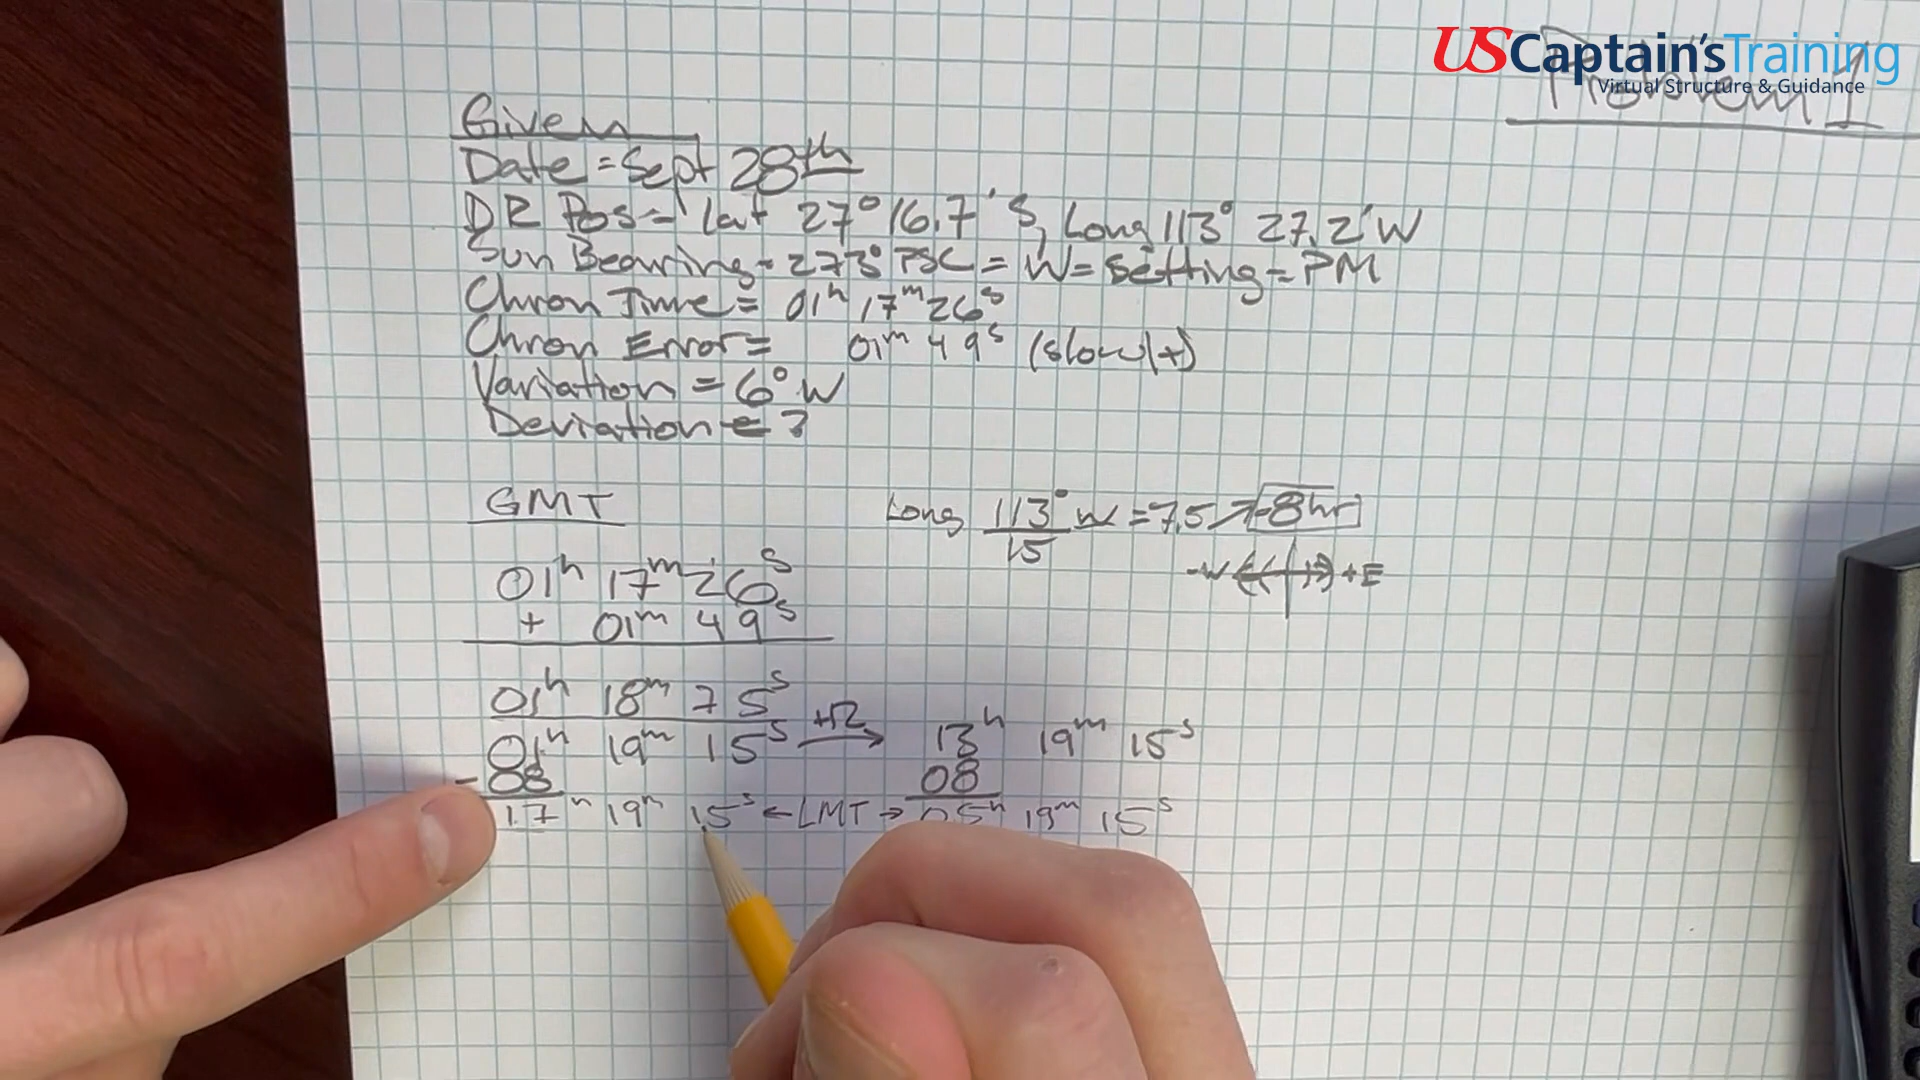 USCaptain'sTraining
Virtual Structure & Guidance
Problem 1
Given
Date = Sept 28th
DR Pos = Lat 27° 16.7' S, Long 113° 27.2' W
Sun Bearing = 273° PSC = W = Setting = PM
Chron Time = 01h 17m 26s
Chron Error = 01m 49s (slow/+)
Variation = 6° W
Deviation = ?
GMT
Long 113° W = 7.5 → -8hr
15
-W ← → +E
01h 17m 26s
+ 01m 49s
01h 18m 75s
01h 19m 15s +12 → 13h 19m 15s
- 08 08
17h 19m 15s ← LMT → 05h 19m 15s